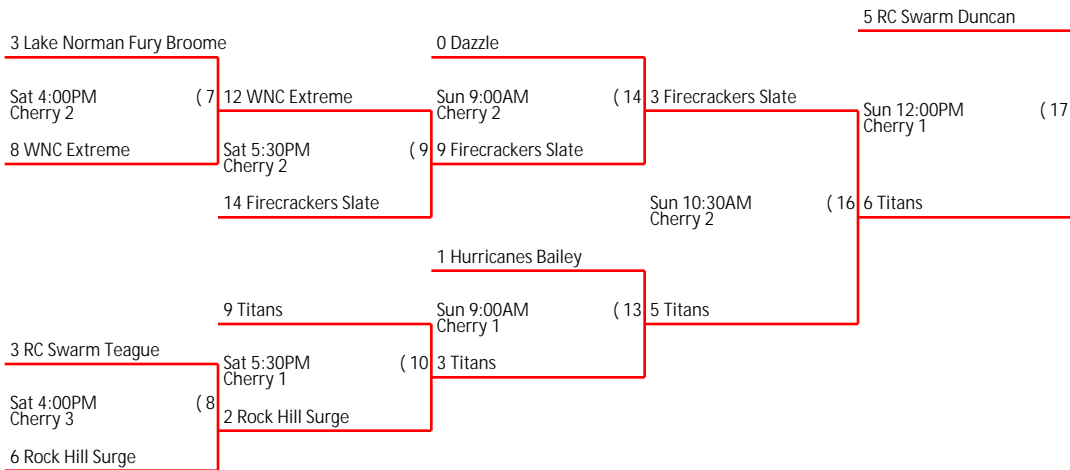 5 RC Swarm Duncan
3 Lake Norman Fury Broome
0 Dazzle
Sat 4:00PM
Cherry 2
( 7
12 WNC Extreme
Sun 9:00AM
Cherry 2
( 14
3 Firecrackers Slate
Sun 12:00PM
Cherry 1
( 17
8 WNC Extreme
Sat 5:30PM
Cherry 2
( 9
9 Firecrackers Slate
14 Firecrackers Slate
Sun 10:30AM
Cherry 2
( 16
6 Titans
1 Hurricanes Bailey
9 Titans
Sun 9:00AM
Cherry 1
( 13
5 Titans
3 RC Swarm Teague
Sat 5:30PM
Cherry 1
( 10
3 Titans
Sat 4:00PM
Cherry 3
( 8
2 Rock Hill Surge
6 Rock Hill Surge